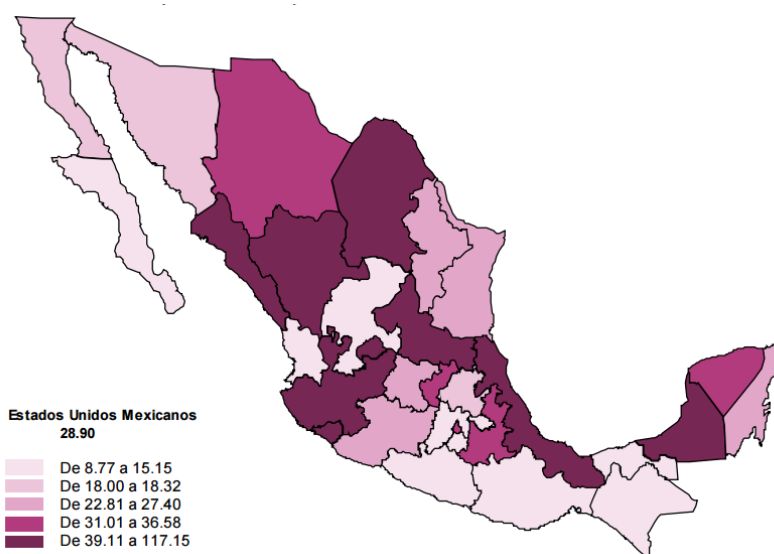 Estados Unidos Mexicanos
28.90
De 8.77 a 15.15
De 18.00 a 18.32
De 22.81 a 27.40
De 31.01 a 36.58
De 39.11 a 117.15